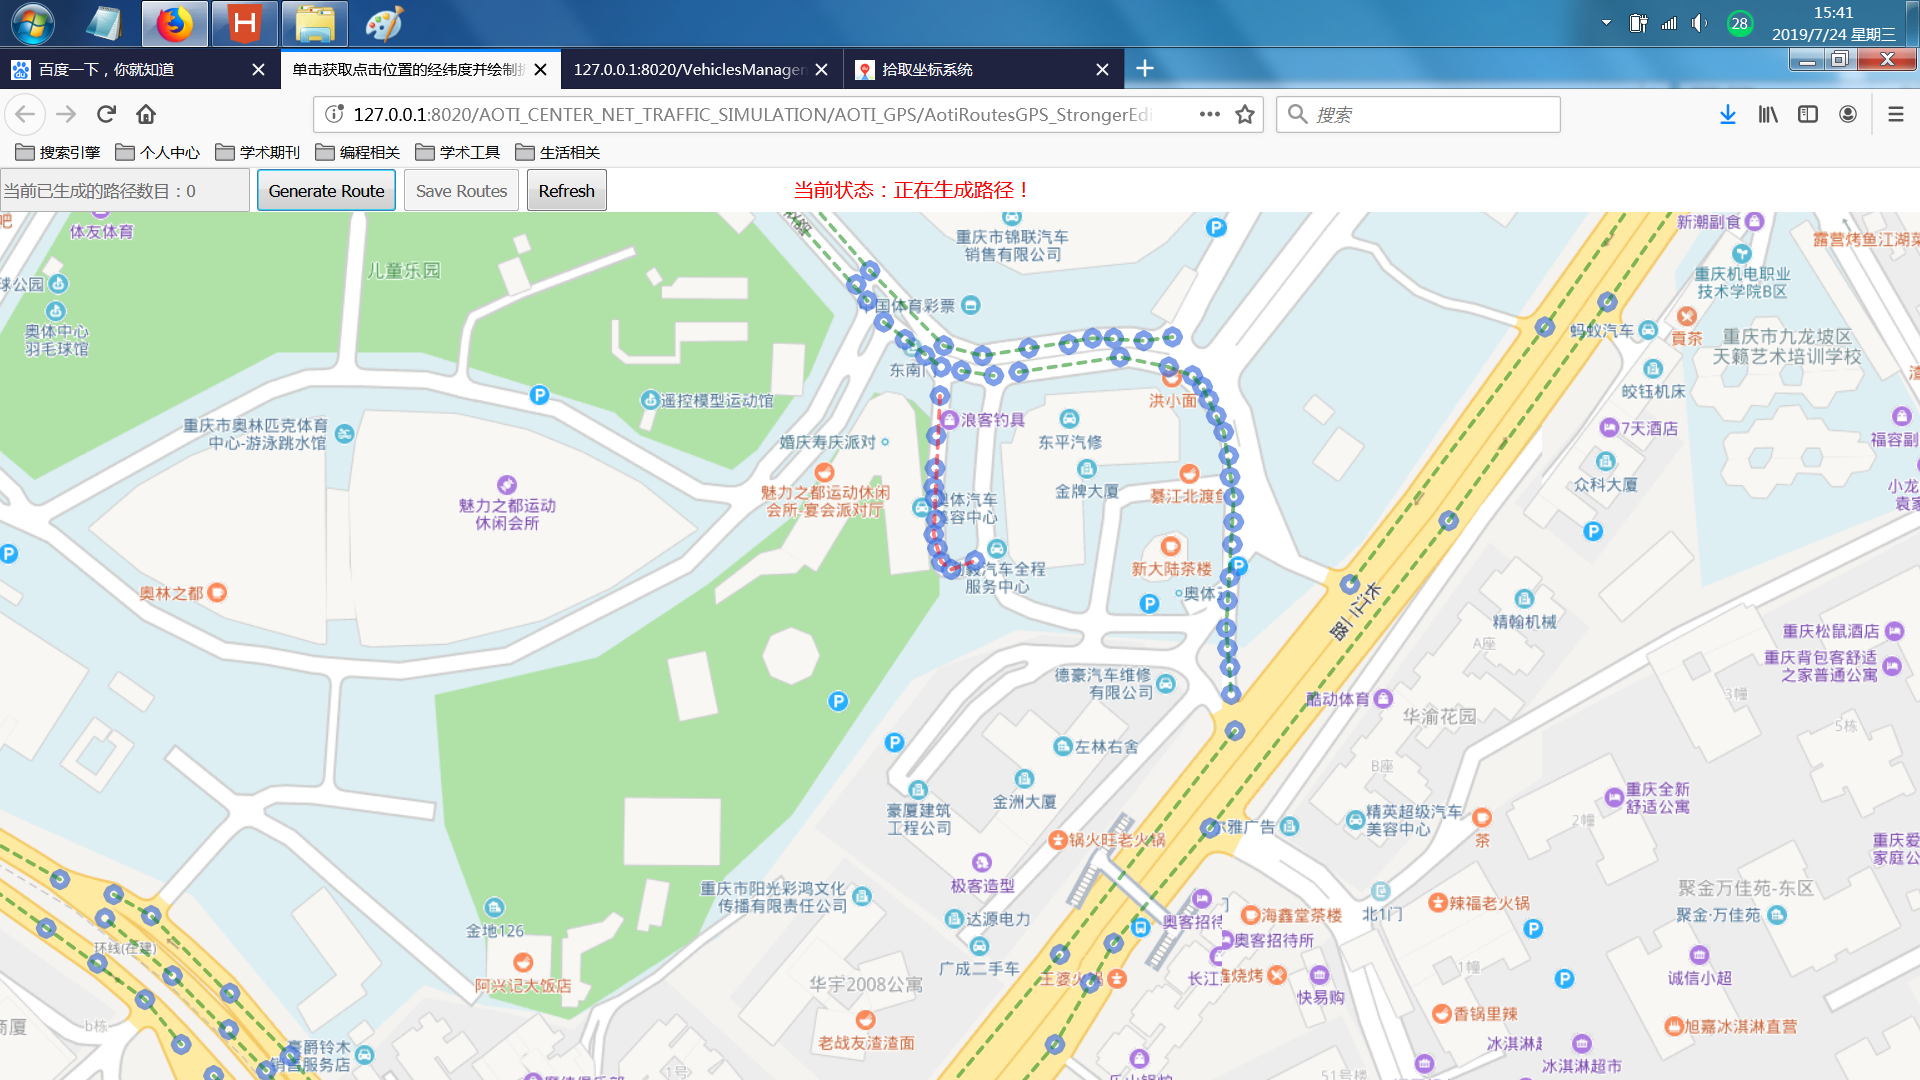 15:41
28
2019/7/24 星期三
百度一下，你就知道
单击获取点击位置的经纬度并绘制折
127.0.0.1:8020/VehiclesManager
拾取坐标系统
127.0.0.1:8020/AOTI_CENTER_NET_TRAFFIC_SIMULATION/AOTI_GPS/AotiRoutesGPS_StrongerEdi
搜索
搜索引擎
个人中心
学术期刊
编程相关
学术工具
生活相关
当前已生成的路径数目：0
Generate Route
Save Routes
Refresh
当前状态：正在生成路径！
吧
体友体育
儿童乐园
球公园
奥体中心
羽毛球馆
重庆市锦联汽车
销售有限公司
国体育彩票
新潮副食
露营烤鱼江湖菜
重庆机电职业
技术学院B区
蚂蚁汽车
貢茶
重庆市九龙坡区
天籁艺术培训学校
皎钰机床
东南门
遥控模型运动馆
洪小面
浪客钓具
重庆市奥林匹克体育
中心-游泳跳水馆
婚庆寿庆派对
东平汽修
7天酒店
福容副
魅力之都运动休闲
会所-宴会派对厅
金牌大厦
綦江北渡鱼
众科大厦
小龙
袁家
魅力之都运动
休闲会所
奥体汽车
美容中心
新大陆茶楼
毅汽车全程
服务中心
奥林之都
奥体
长江二路
精翰机械
A座
重庆松鼠酒店
重庆背包客舒适
之家普通公寓
德豪汽车维修
有限公司
酷动体育
华渝花园
3幢
5栋
左林右舍
B座
金洲大厦
豪厦建筑
工程公司
重庆全新
舒适公寓
尔雅广告
精英超级汽车
美容中心
茶
2幢
锅火旺老火锅
重庆爱
家庭公
极客造型
重庆市阳光彩鸿文化
传播有限责任公司
达源电力
奥客招待
海鑫堂茶楼
北1门
辣福老火锅
聚金万佳苑-东区
聚金·万佳苑
金地126
环线(在建)
奥客招待所
广成二手车
王婆火锅
长江
烧烤
快易购
1幢
诚信小超
阿兴记大饭店
华宇2008公寓
香锅里辣
旭嘉冰淇淋直营
商厦
b栋
豪爵铃木
销售服务店
老战友渣渣面
冰淇淋超市
1号
51号楼
P